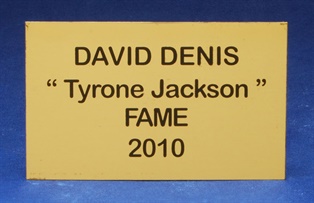 DAVID DENIS
“ Tyrone Jackson ”
FAME
2010